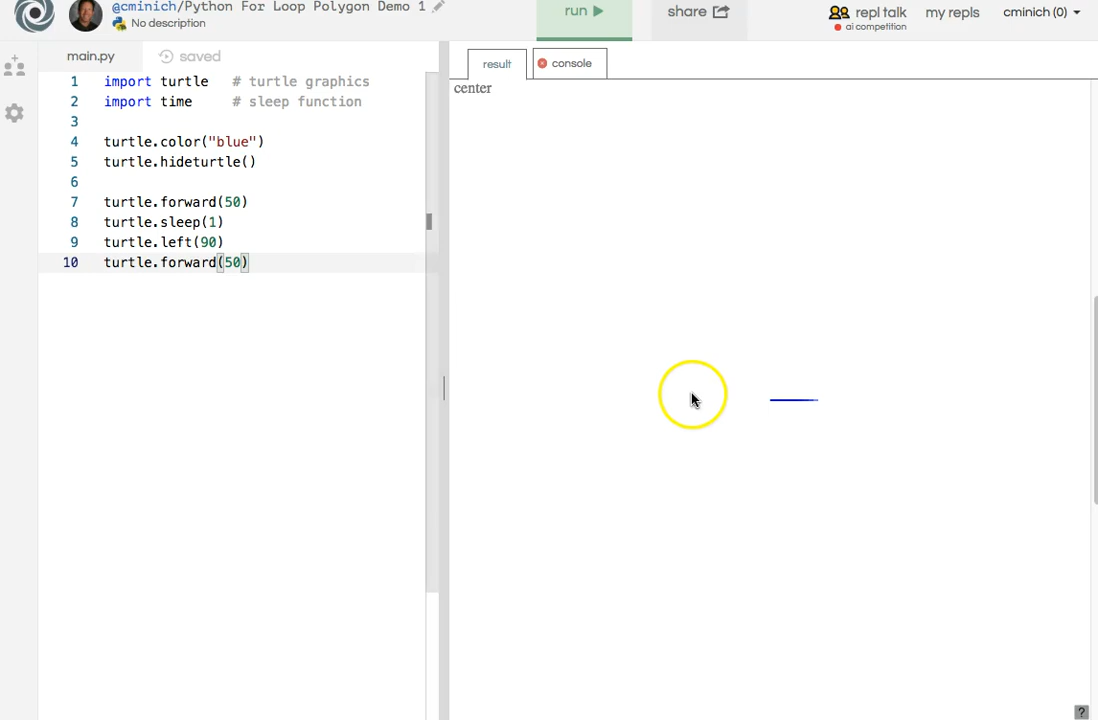 @cminich/Python For Loop Polygon Demo 1
No description
run
share
repl talk
ai competition
my repls
cminich (0)
main.py
saved
result
console
1 import turtle # turtle graphics
2 import time # sleep function
3
4 turtle.color("blue")
5 turtle.hideturtle()
6
7 turtle.forward(50)
8 turtle.sleep(1)
9 turtle.left(90)
10 turtle.forward(50)
center
?